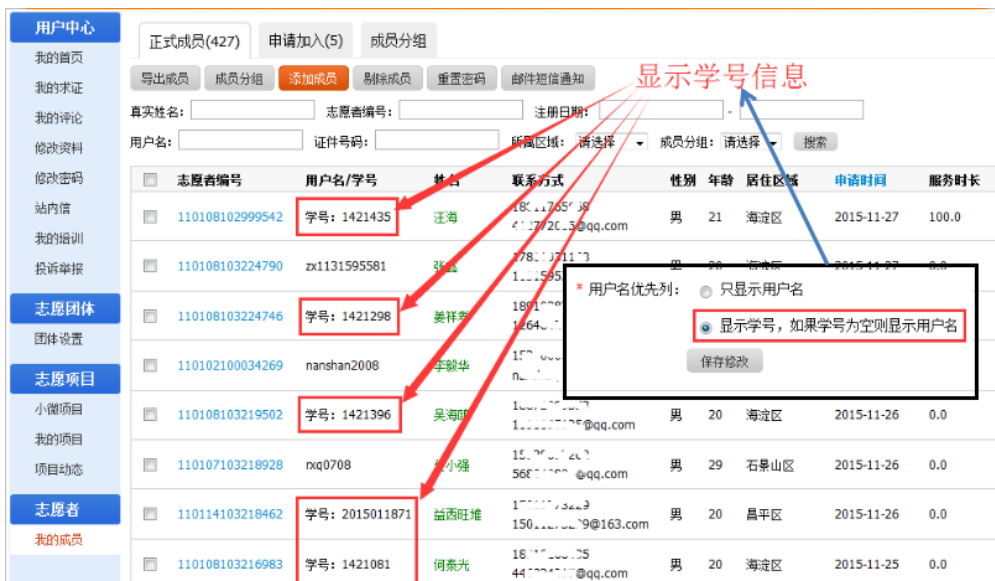 用户中心
我的首页
我的求证
我的评论
修改资料
修改密码
站内信
我的培训
投诉举报
志愿团体
团体设置
志愿项目
小微项目
我的项目
项目动态
志愿者
我的成员
正式成员(427) 申请加入(5) 成员分组
导出成员 成员分组 添加成员 剔除成员 重置密码 邮件短信通知
显示学号信息
真实姓名: 志愿者编号: 注册日期: -
用户名: 证件号码: 所属区域: 请选择 成员分组: 请选择 搜索
志愿者编号 用户名/学号 姓名 联系方式 性别 年龄 居住区域 申请时间 服务时长
110108102999542 学号：1421435 汪海 @qq.com 男 21 海淀区 2015-11-27 100.0
110108103224790 zx1131595581
110108103224746 学号：1421298
110102100034269 nanshan2008 李毅华
110108103219502 学号：1421396 @qq.com 男 20 海淀区 2015-11-26 0.0
110107103218928 rxq0708 小强 @qq.com 男 29 石景山区 2015-11-26 0.0
110114103218462 学号：2015011871 益西旺堆 @163.com 男 20 昌平区 2015-11-26 0.0
110108103216983 学号：1421081 何泰光 @qq.com 男 20 海淀区 2015-11-25 0.0
* 用户名优先列： 只显示用户名
显示学号，如果学号为空则显示用户名
保存修改